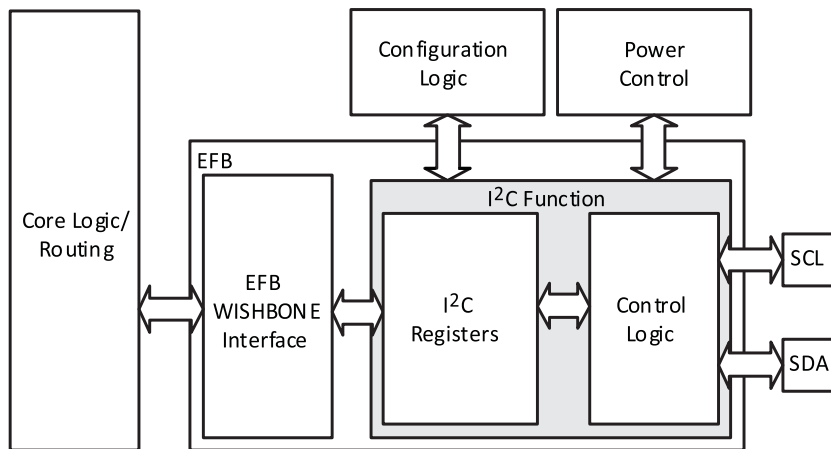 Configuration
Logic
Power
Control
EFB
Core Logic/
Routing
EFB
WISHBONE
Interface
I²C Function
I²C
Registers
Control
Logic
SCL
SDA